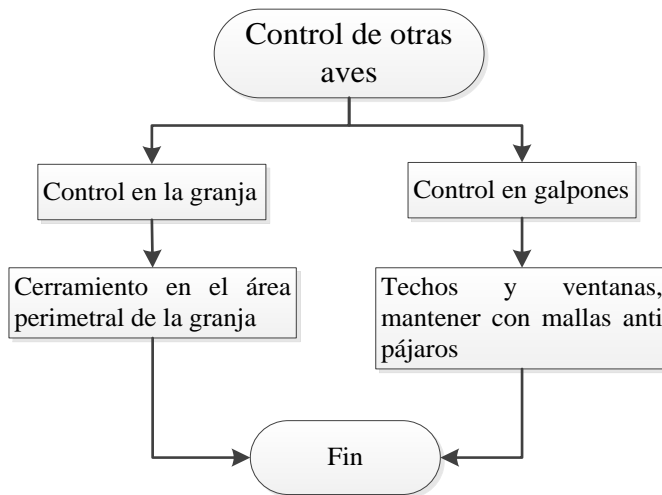 Control de otras
aves
Control en la granja
Control en galpones
Cerramiento en el área
perimetral de la granja
Techos y ventanas,
mantener con mallas anti
pájaros
Fin